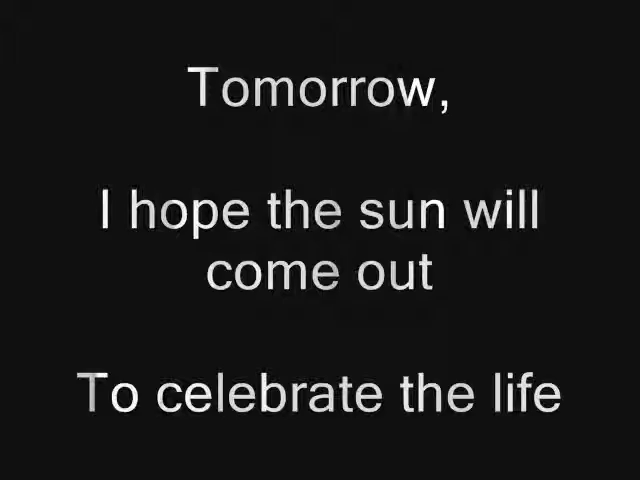 Tomorrow,
I hope the sun will
come out
To celebrate the life